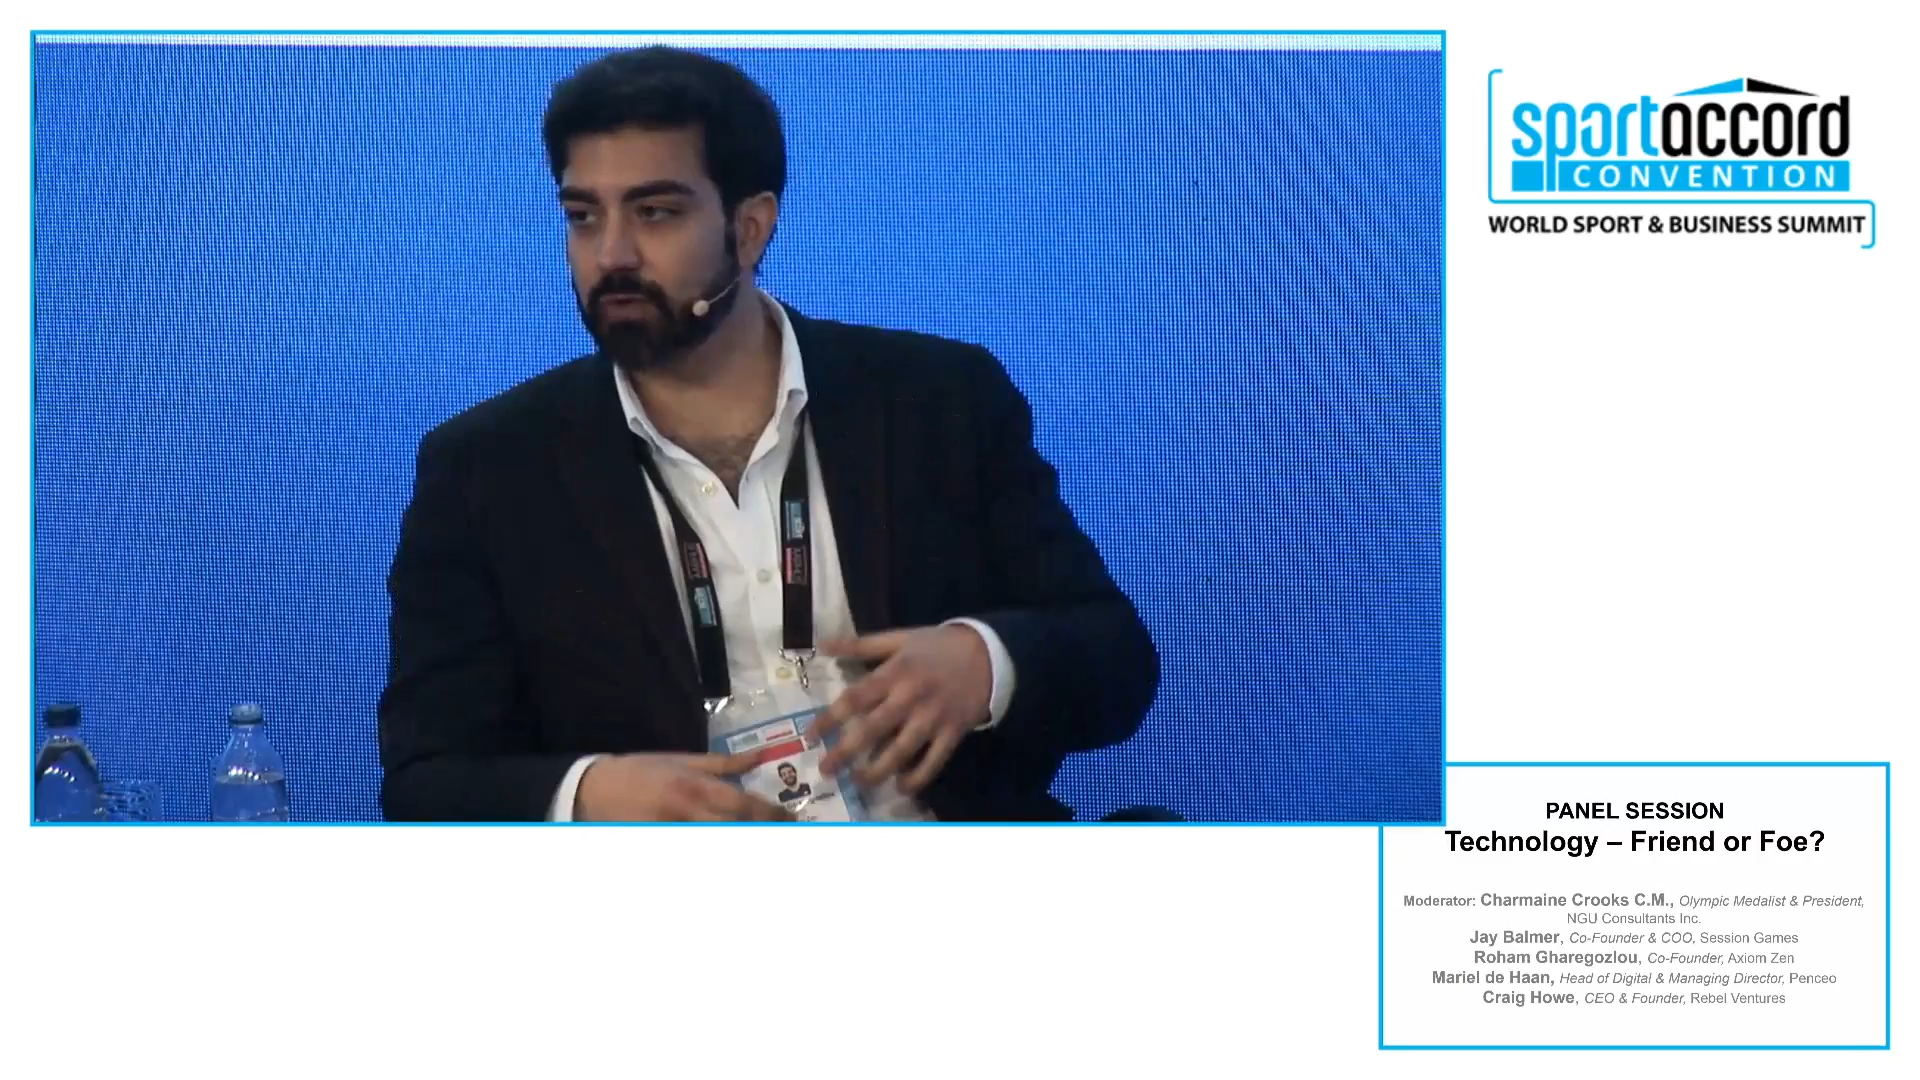 sportaccord
CONVENTION
WORLD SPORT & BUSINESS SUMMIT
PANEL SESSION
Technology – Friend or Foe?
Moderator: Charmaine Crooks C.M., Olympic Medalist & President,
NGU Consultants Inc.
Jay Balmer, Co-Founder & COO, Session Games
Roham Gharegozlou, Co-Founder, Axiom Zen
Mariel de Haan, Head of Digital & Managing Director, Penceo
Craig Howe, CEO & Founder, Rebel Ventures